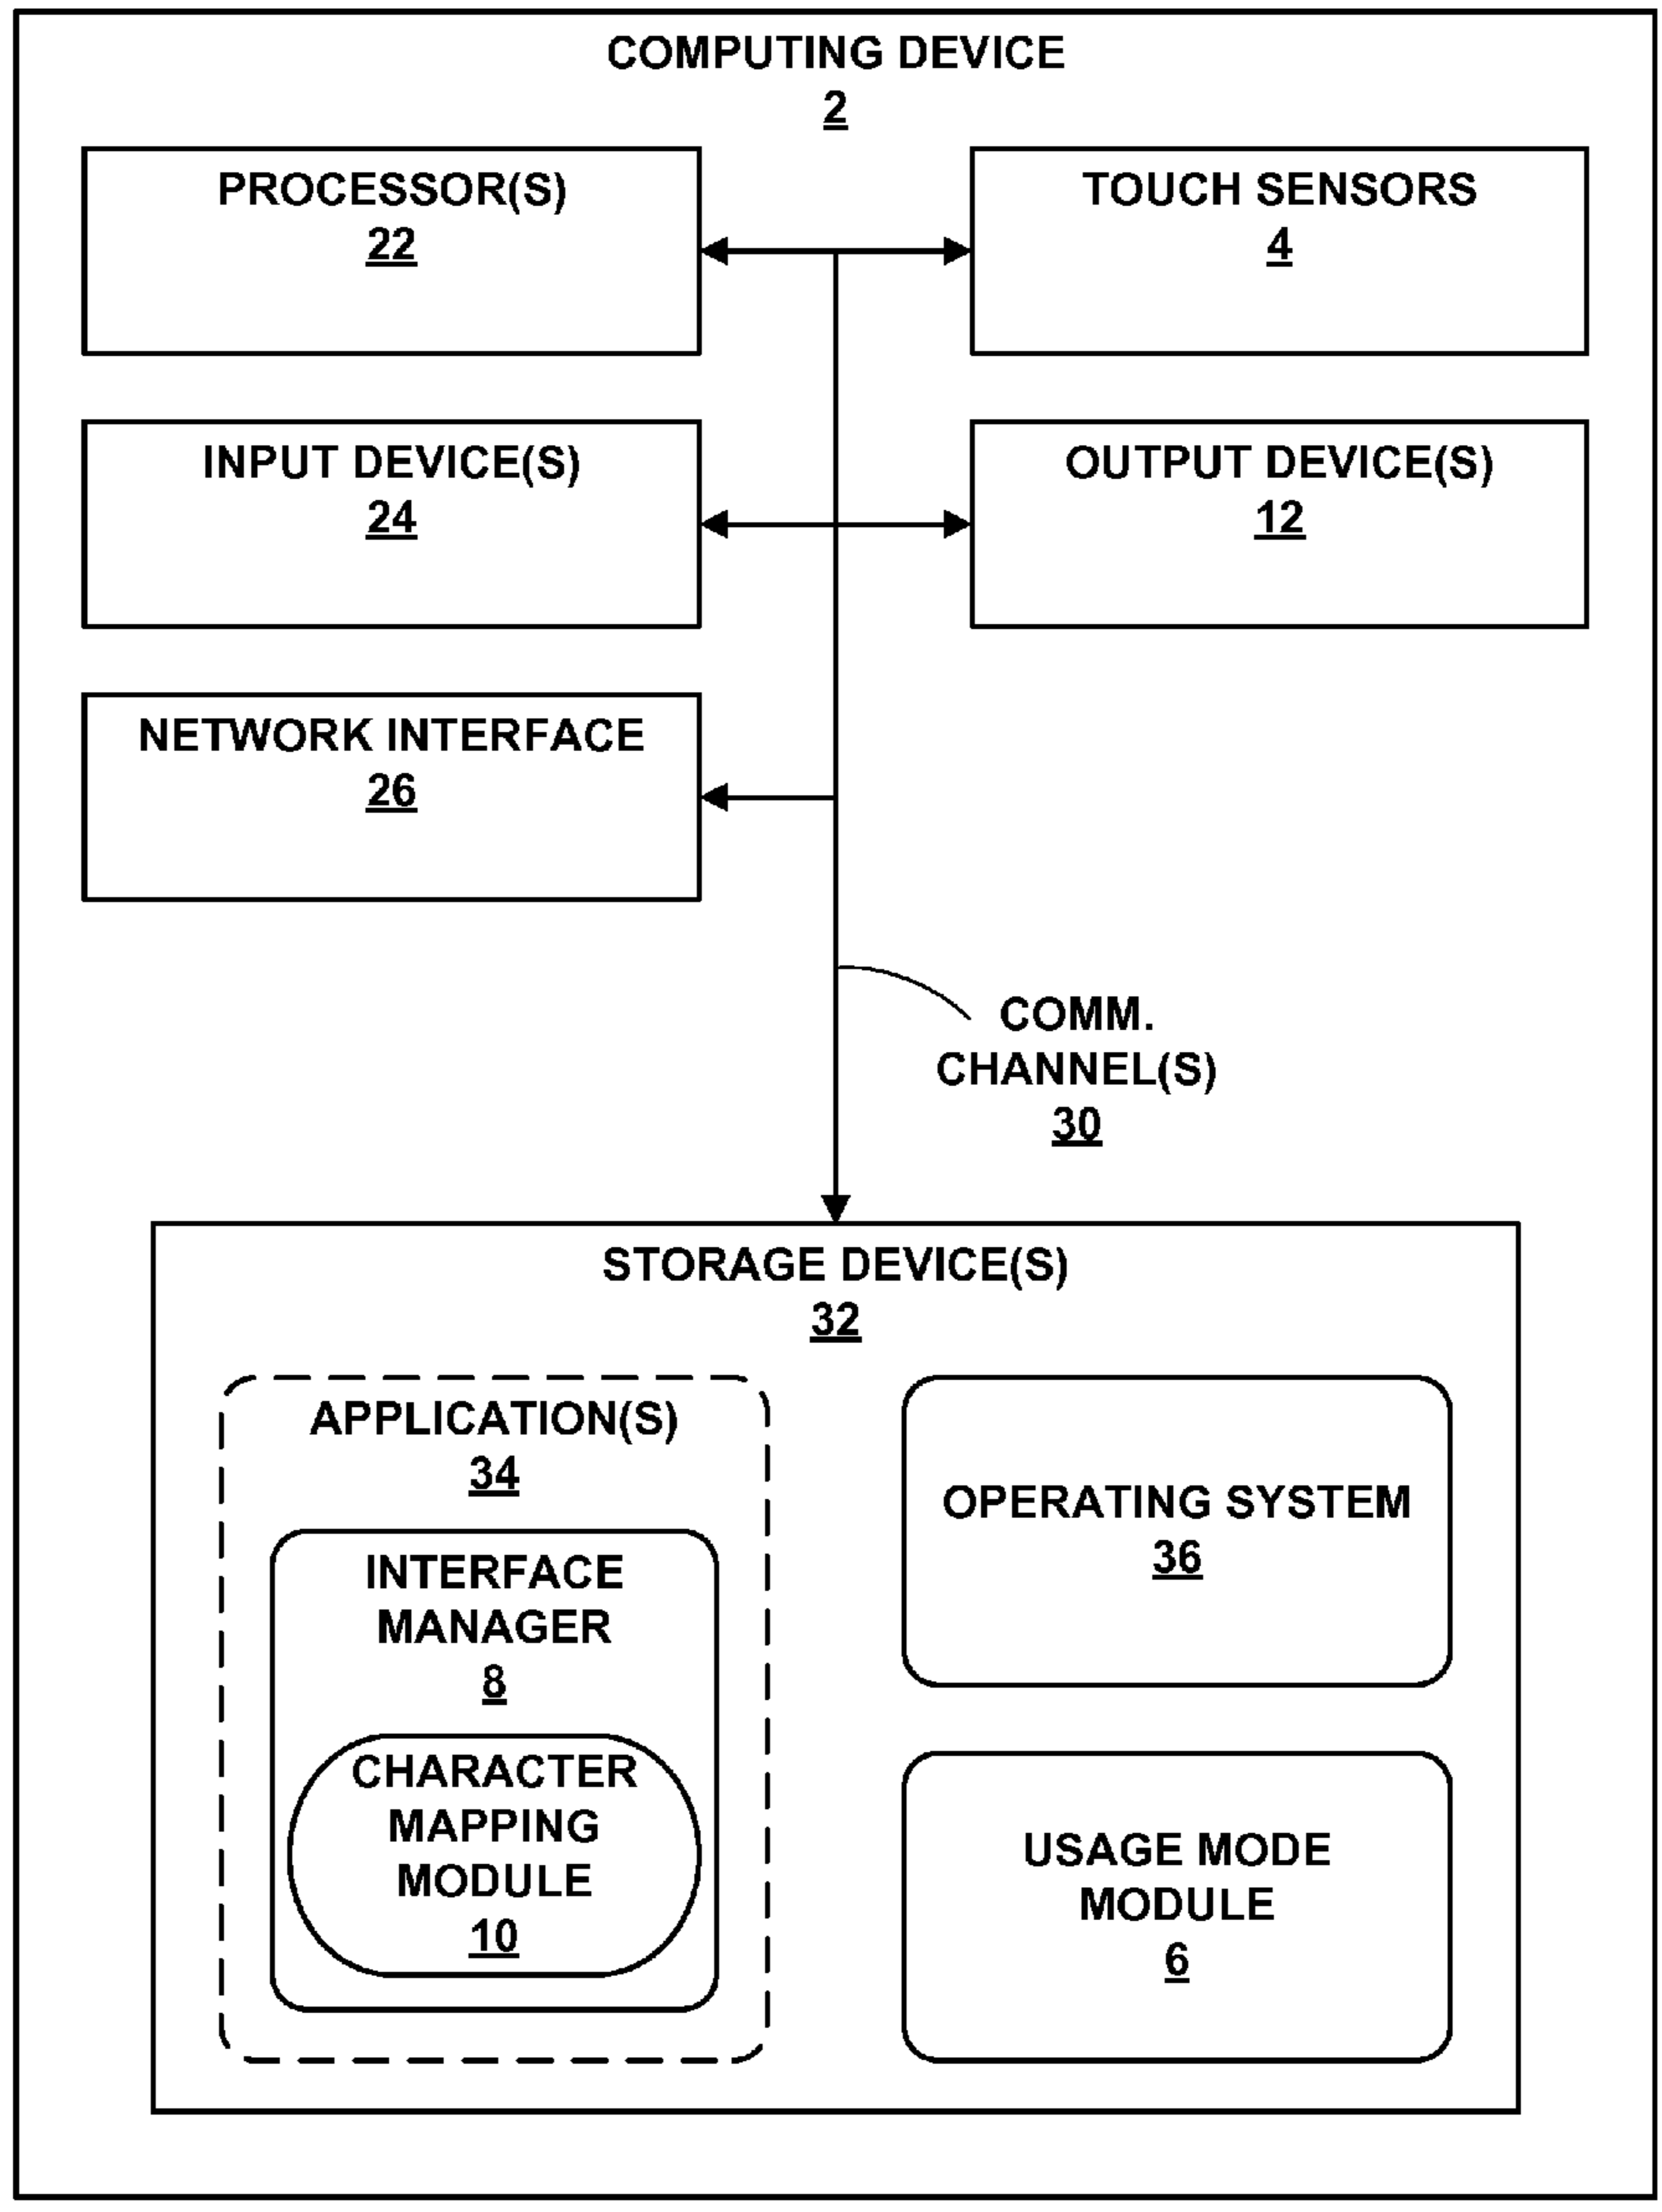 COMPUTING DEVICE
2
PROCESSOR(S)
22
TOUCH SENSORS
4
INPUT DEVICE(S)
24
OUTPUT DEVICE(S)
12
NETWORK INTERFACE
26
COMM.
CHANNEL(S)
30
STORAGE DEVICE(S)
32
APPLICATION(S)
34
INTERFACE
MANAGER
8
CHARACTER
MAPPING
MODULE
10
OPERATING SYSTEM
36
USAGE MODE
MODULE
6